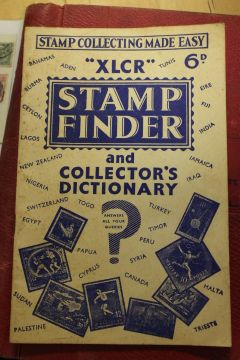 STAMP COLLECTING MADE EASY
BAHAMAS
ADEN
"XLCR"
TUNIS
6D.
BURMA
EIRE
FIJI
CEYLON
STAMP
FINDER
INDIA
LAGOS
and
NEW ZEALAND
COLLECTOR'S
DICTIONARY
JAMAICA
IRAQ
NIGERIA
SWITZERLAND
TOGO
TURKEY
EGYPT
ANSWERS
ALL YOUR
QUERIES
TIMOR
PERU
?
PAPUA
SYRIA
CYPRUS
CANADA
MALTA
SUDAN
PALESTINE
TRIESTE